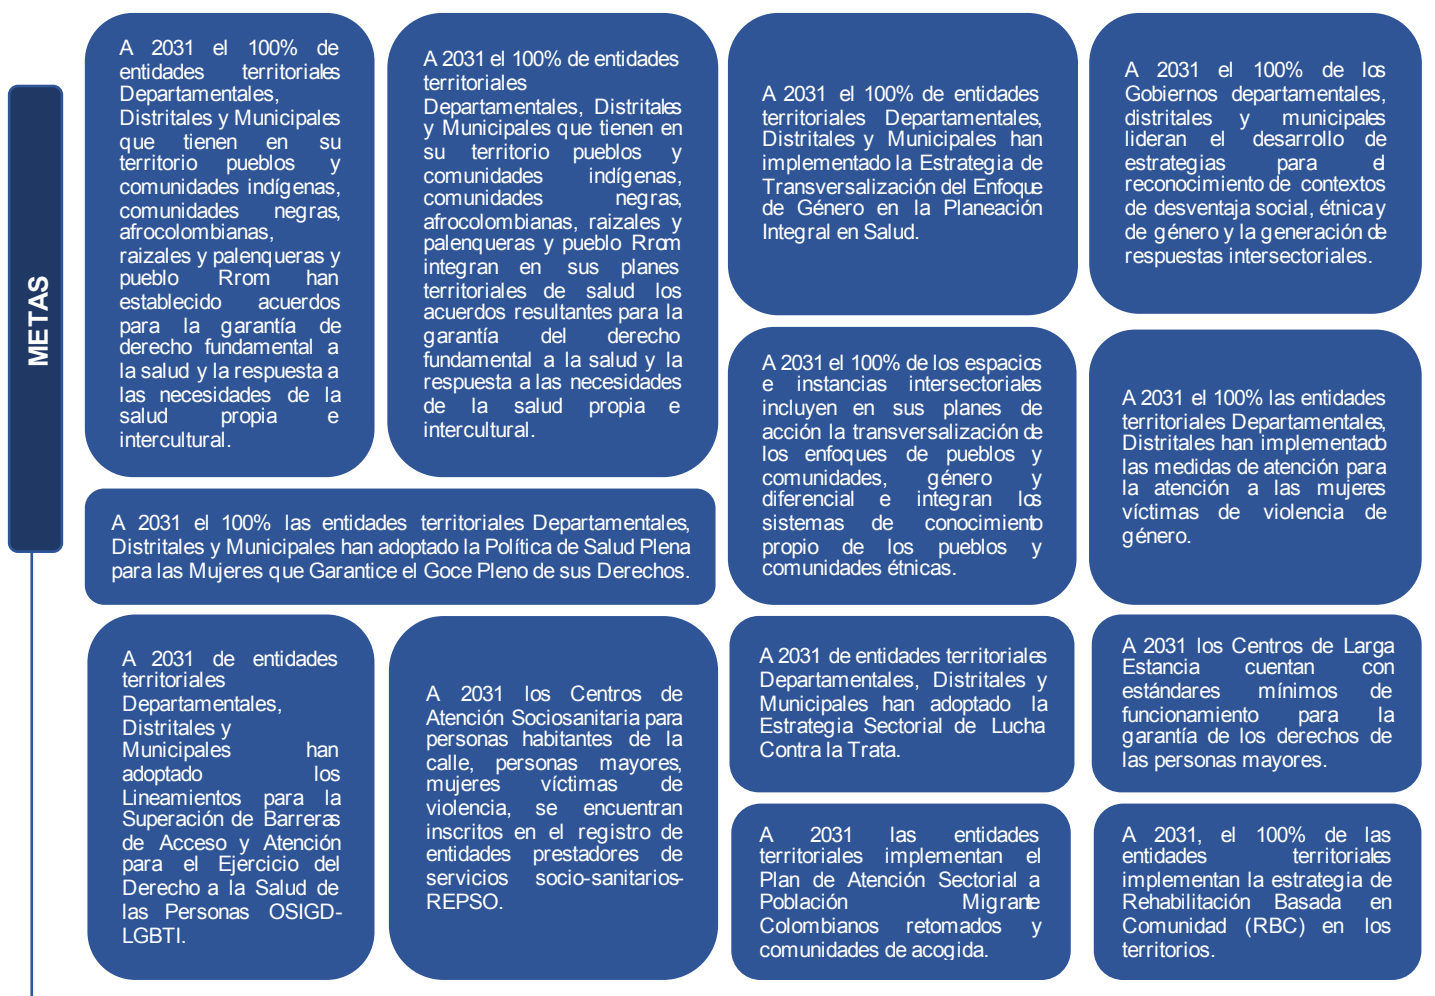 METAS
A 2031 el 100% de
entidades territoriales
Departamentales,
Distritales y Municipales
que tienen en su
territorio pueblos y
comunidades indígenas,
comunidades negras,
afrocolombianas,
raizales y palenqueras y
pueblo Rrom han
establecido acuerdos
para la garantía de
derecho fundamental a
la salud y la respuesta a
las necesidades de la
salud propia e
intercultural.
A 2031 el 100% de entidades
territoriales
Departamentales, Distritales
y Municipales que tienen en
su territorio pueblos y
comunidades indígenas,
comunidades negras,
afrocolombianas, raizales y
palenqueras y pueblo Rrom
integran en sus planes
territoriales de salud los
acuerdos resultantes para la
garantía del derecho
fundamental a la salud y la
respuesta a las necesidades
de la salud propia e
intercultural.
A 2031 el 100% de entidades
territoriales Departamentales,
Distritales y Municipales han
implementado la Estrategia de
Transversalización del Enfoque
de Género en la Planeación
Integral en Salud.
A 2031 el 100% de los
Gobiernos departamentales,
distritales y municipales
lideran el desarrollo de
estrategias para el
reconocimiento de contextos
de desventaja social, étnica y
de género y la generación de
respuestas intersectoriales.
A 2031 el 100% de los espacios
e instancias intersectoriales
incluyen en sus planes de
acción la transversalización de
los enfoques de pueblos y
comunidades, género y
diferencial e integran los
sistemas de conocimiento
propio de los pueblos y
comunidades étnicas.
A 2031 el 100% las entidades
territoriales Departamentales,
Distritales han implementado
las medidas de atención para
la atención a las mujeres
víctimas de violencia de
género.
A 2031 el 100% las entidades territoriales Departamentales,
Distritales y Municipales han adoptado la Política de Salud Plena
para las Mujeres que Garantice el Goce Pleno de sus Derechos.
A 2031 de entidades
territoriales
Departamentales,
Distritales y
Municipales han
adoptado los
Lineamientos para la
Superación de Barreras
de Acceso y Atención
para el Ejercicio del
Derecho a la Salud de
las Personas OSIGD-
LGBTI.
A 2031 los Centros de
Atención Sociosanitaria para
personas habitantes de la
calle, personas mayores,
mujeres víctimas de
violencia, se encuentran
inscritos en el registro de
entidades prestadores de
servicios socio-sanitarios-
REPSO.
A 2031 de entidades territoriales
Departamentales, Distritales y
Municipales han adoptado la
Estrategia Sectorial de Lucha
Contra la Trata.
A 2031 los Centros de Larga
Estancia cuentan con
estándares mínimos de
funcionamiento para la
garantía de los derechos de
las personas mayores.
A 2031 las entidades
territoriales implementan el
Plan de Atención Sectorial a
Población Migrante
Colombianos retornados y
comunidades de acogida.
A 2031, el 100% de las
entidades territoriales
implementan la estrategia de
Rehabilitación Basada en
Comunidad (RBC) en los
territorios.